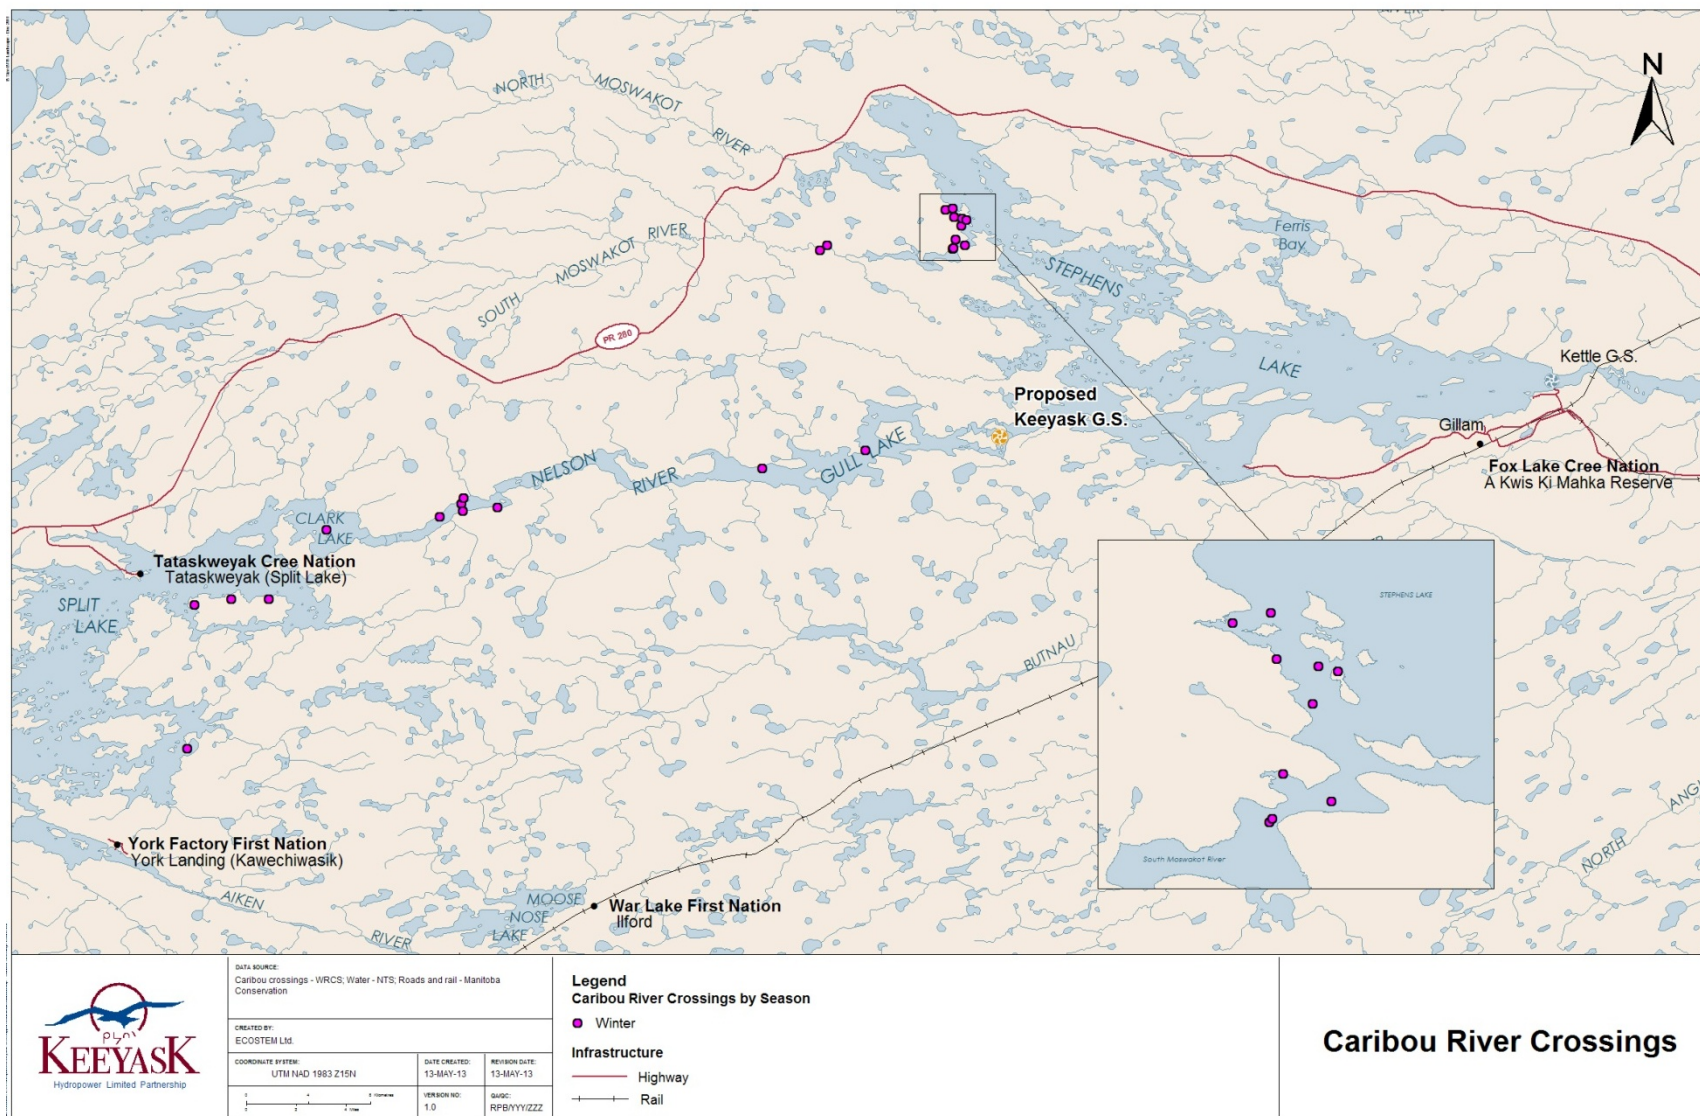 RIVER
N
NORTH
MOSWAKOT
RIVER
SOUTH
MOSWAKOT
RIVER
PR 280
Ferris
Bay
STEPHENS
LAKE
Kettle G.S.
Proposed
Keeyask G.S.
Gillam
Fox Lake Cree Nation
A Kwis Ki Mahka Reserve
NELSON
RIVER
GULL LAKE
CLARK
LAKE
Tataskweyak Cree Nation
Tataskweyak (Split Lake)
SPLIT
LAKE
BUTNAU
STEPHENS LAKE
South Moswakot River
NORTH
York Factory First Nation
York Landing (Kawechiwasik)
AIKEN
RIVER
MOOSE
NOSE
LAKE
War Lake First Nation
Ilford
KEEYASK
Hydropower Limited Partnership
DATA SOURCE:
Caribou crossings - WRCS; Water - NTS; Roads and rail - Manitoba
Conservation
CREATED BY:
ECOSTEM Ltd.
COORDINATE SYSTEM:
UTM NAD 1983 Z15N
DATE CREATED:
13-MAY-13
REVISION DATE:
13-MAY-13
VERSION NO:
1.0
QA/QC:
RPB/YYY/ZZZ
Legend
Caribou River Crossings by Season
Winter
Infrastructure
Highway
Rail
Caribou River Crossings